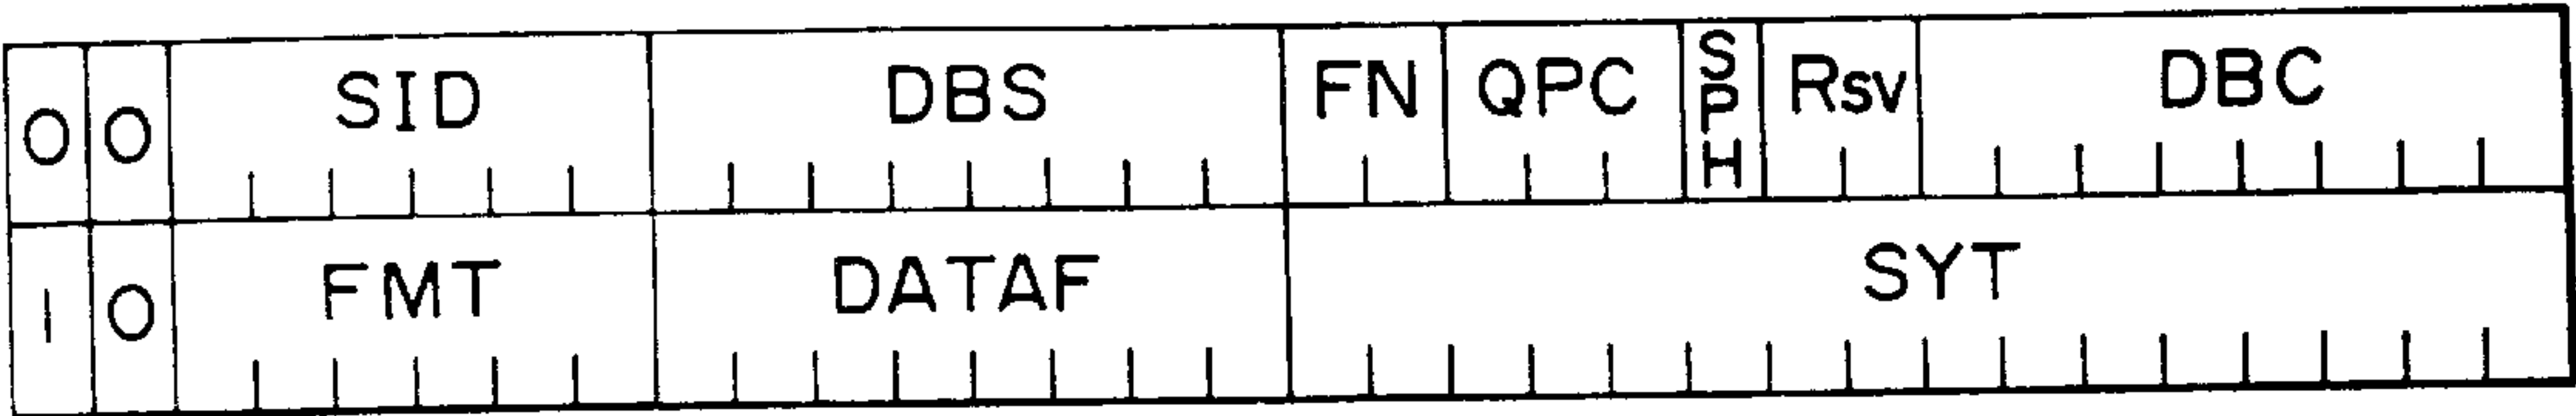 0 0 SID DBS FN QPC SPH Rsv DBC
1 0 FMT DATAF SYT